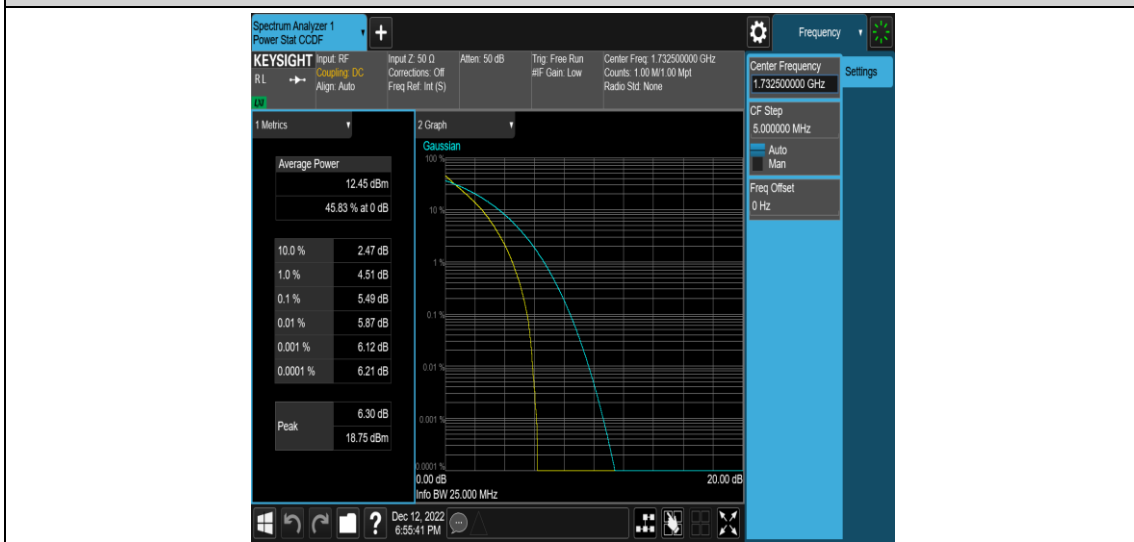 Spectrum Analyzer 1
Power Stat CCDF
+
Frequency
KEYSIGHT
RL
Input: RF
Coupling: DC
Align: Auto
Input Z: 50 Ω
Corrections: Off
Freq Ref: Int (S)
Atten: 50 dB
Trig: Free Run
#IF Gain: Low
Center Freq: 1.732500000 GHz
Counts: 1.00 M/1.00 Mpt
Radio Std: None
Center Frequency
1.732500000 GHz
Settings
CF Step
5.000000 MHz
Auto
Man
Freq Offset
0 Hz
1 Metrics
Average Power
12.45 dBm
45.83 % at 0 dB
10.0 % 2.47 dB
1.0 % 4.51 dB
0.1 % 5.49 dB
0.01 % 5.87 dB
0.001 % 6.12 dB
0.0001 % 6.21 dB
Peak
6.30 dB
18.75 dBm
2 Graph
Gaussian
100 %
10 %
1 %
0.1 %
0.01 %
0.001 %
0.0001 %
0.00 dB
20.00 dB
Info BW 25.000 MHz
?
Dec 12, 2022
6:55:41 PM